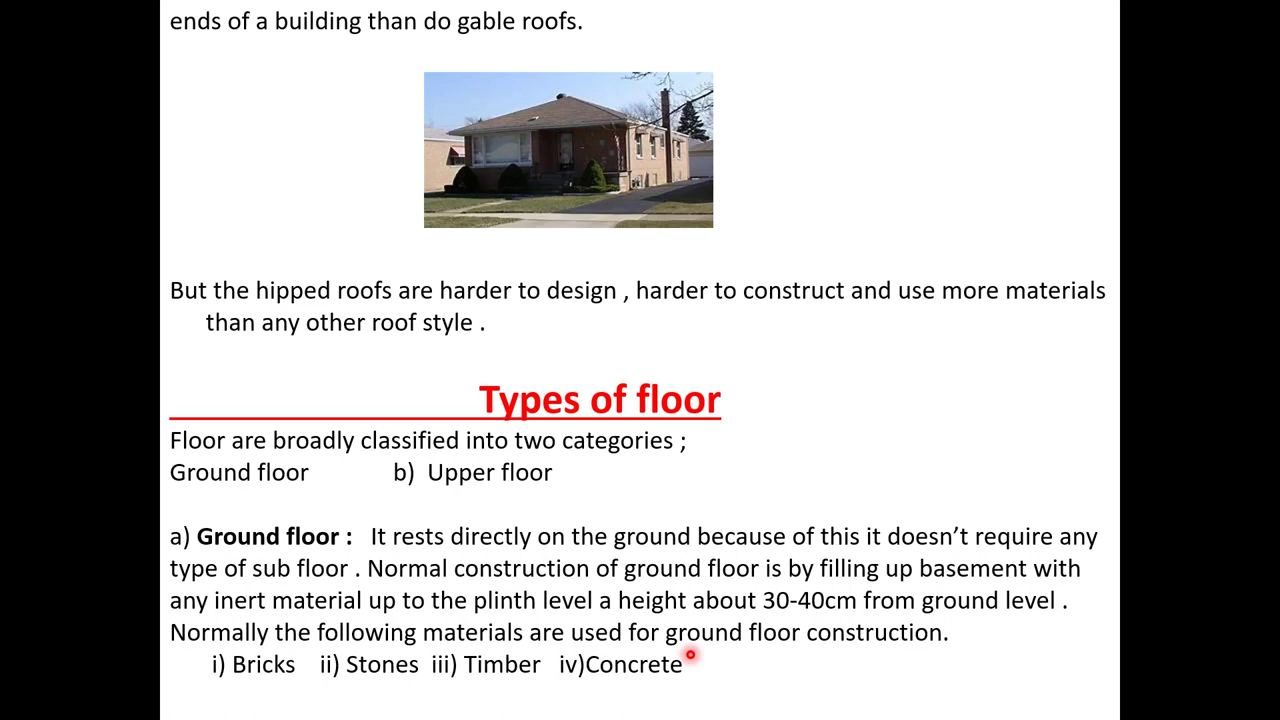 ends of a building than do gable roofs.
But the hipped roofs are harder to design , harder to construct and use more materials
than any other roof style .
Types of floor
Floor are broadly classified into two categories ;
Ground floor b) Upper floor
a) Ground floor : It rests directly on the ground because of this it doesn’t require any
type of sub floor . Normal construction of ground floor is by filling up basement with
any inert material up to the plinth level a height about 30-40cm from ground level .
Normally the following materials are used for ground floor construction.
i) Bricks ii) Stones iii) Timber iv)Concrete